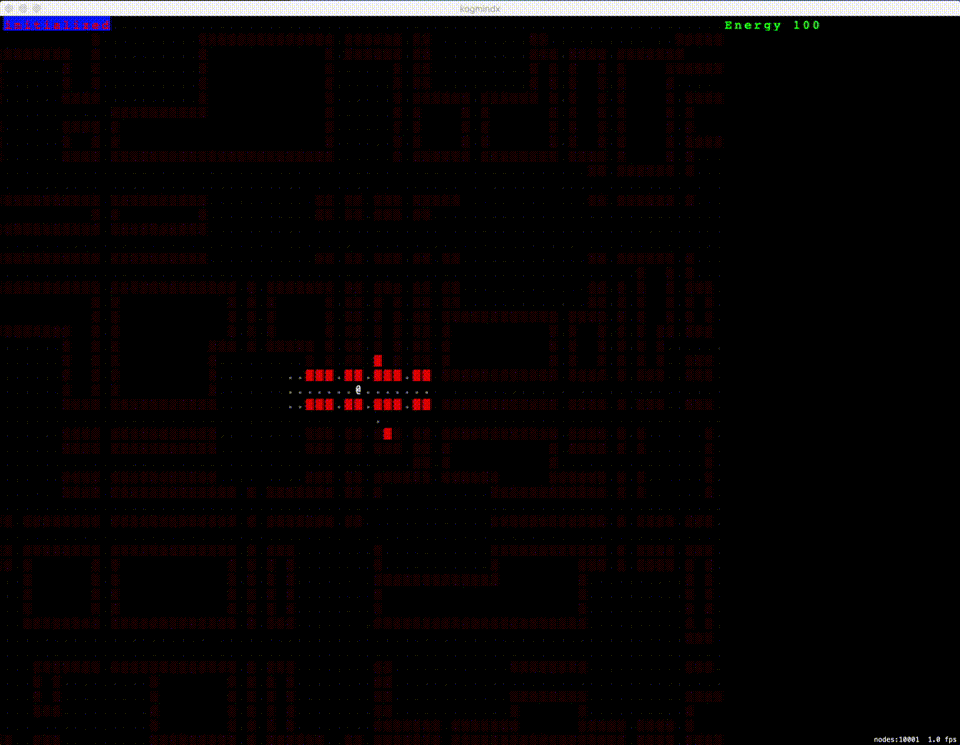 kogmindx
initialized
Energy 100
@
nodes:10001 1.0 fps